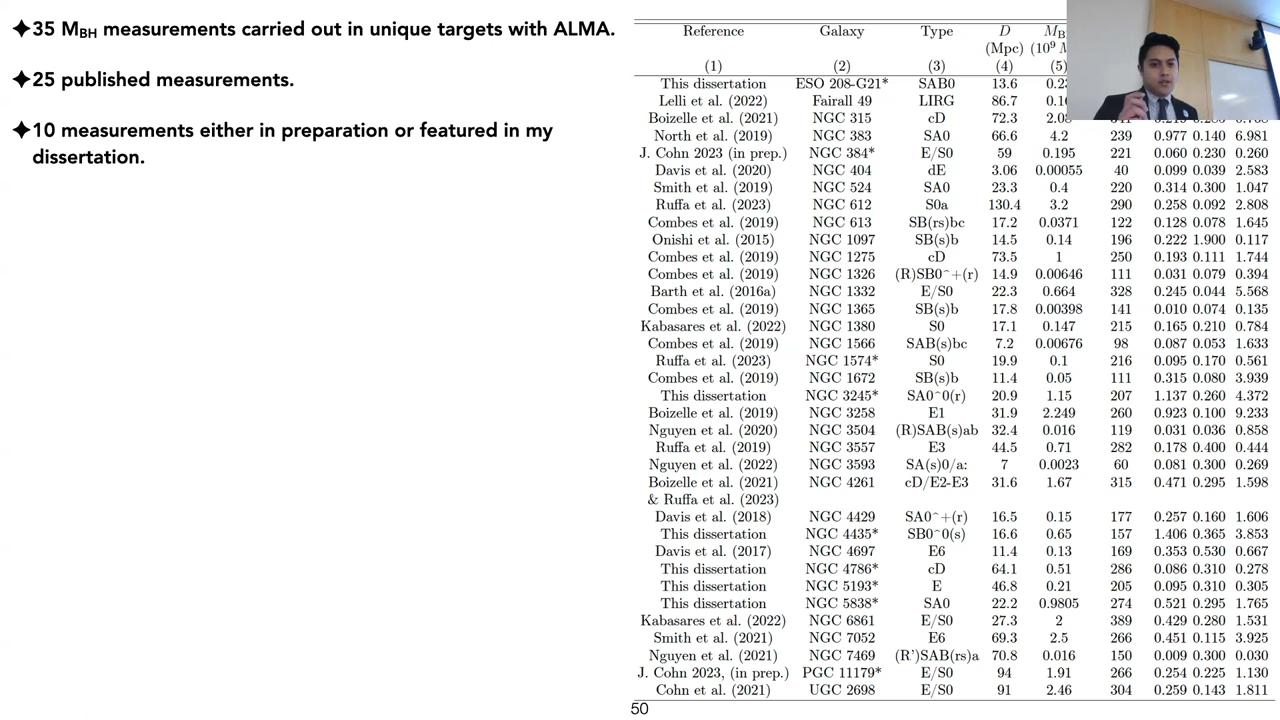 ✦35 M_BH measurements carried out in unique targets with ALMA.
✦25 published measurements.
✦10 measurements either in preparation or featured in my
dissertation.
Reference Galaxy Type D
(Mpc) (10⁹
(1) (2) (3) (4) (5)
This dissertation ESO 208-G21* SAB0 13.6
Lelli et al. (2022) Fairall 49 LIRG 86.7
Boizelle et al. (2021) NGC 315 cD 72.3
North et al. (2019) NGC 383 SA0 66.6 4.2 239 0.977 0.140 6.981
J. Cohn 2023 (in prep.) NGC 384* E/S0 59 0.195 221 0.060 0.230 0.260
Davis et al. (2020) NGC 404 dE 3.06 0.00055 40 0.099 0.039 2.583
Smith et al. (2019) NGC 524 SA0 23.3 0.4 220 0.314 0.300 1.047
Ruffa et al. (2023) NGC 612 S0a 130.4 3.2 290 0.258 0.092 2.808
Combes et al. (2019) NGC 613 SB(rs)bc 17.2 0.0371 122 0.128 0.078 1.645
Onishi et al. (2015) NGC 1097 SB(s)b 14.5 0.14 196 0.222 1.900 0.117
Combes et al. (2019) NGC 1275 cD 73.5 1 250 0.193 0.111 1.744
Combes et al. (2019) NGC 1326 (R)SB0^+(r) 14.9 0.00646 111 0.031 0.079 0.394
Barth et al. (2016a) NGC 1332 E/S0 22.3 0.664 328 0.245 0.044 5.568
Combes et al. (2019) NGC 1365 SB(s)b 17.8 0.00398 141 0.010 0.074 0.135
Kabasares et al. (2022) NGC 1380 S0 17.1 0.147 215 0.165 0.210 0.784
Combes et al. (2019) NGC 1566 SAB(s)bc 7.2 0.00676 98 0.087 0.053 1.633
Ruffa et al. (2023) NGC 1574* S0 19.9 0.1 216 0.095 0.170 0.561
Combes et al. (2019) NGC 1672 SB(s)b 11.4 0.05 111 0.315 0.080 3.939
This dissertation NGC 3245* SA0^0(r) 20.9 1.15 207 1.137 0.260 4.372
Boizelle et al. (2019) NGC 3258 E1 31.9 2.249 260 0.923 0.100 9.233
Nguyen et al. (2020) NGC 3504 (R)SAB(s)ab 32.4 0.016 119 0.031 0.036 0.858
Ruffa et al. (2019) NGC 3557 E3 44.5 0.71 282 0.178 0.400 0.444
Nguyen et al. (2022) NGC 3593 SA(s)0/a: 7 0.0023 60 0.081 0.300 0.269
Boizelle et al. (2021) NGC 4261 cD/E2-E3 31.6 1.67 315 0.471 0.295 1.598
& Ruffa et al. (2023)
Davis et al. (2018) NGC 4429 SA0^+(r) 16.5 0.15 177 0.257 0.160 1.606
This dissertation NGC 4435* SB0^0(s) 16.6 0.65 157 1.406 0.365 3.853
Davis et al. (2017) NGC 4697 E6 11.4 0.13 169 0.353 0.530 0.667
This dissertation NGC 4786* cD 64.1 0.51 286 0.086 0.310 0.278
This dissertation NGC 5193* E 46.8 0.21 205 0.095 0.310 0.305
This dissertation NGC 5838* SA0 22.2 0.9805 274 0.521 0.295 1.765
Kabasares et al. (2022) NGC 6861 E/S0 27.3 2 389 0.429 0.280 1.531
Smith et al. (2021) NGC 7052 E6 69.3 2.5 266 0.451 0.115 3.925
Nguyen et al. (2021) NGC 7469 (R')SAB(rs)a 70.8 0.016 150 0.009 0.300 0.030
J. Cohn 2023, (in prep.) PGC 11179* E/S0 94 1.91 266 0.254 0.225 1.130
Cohn et al. (2021) UGC 2698 E/S0 91 2.46 304 0.259 0.143 1.811
50